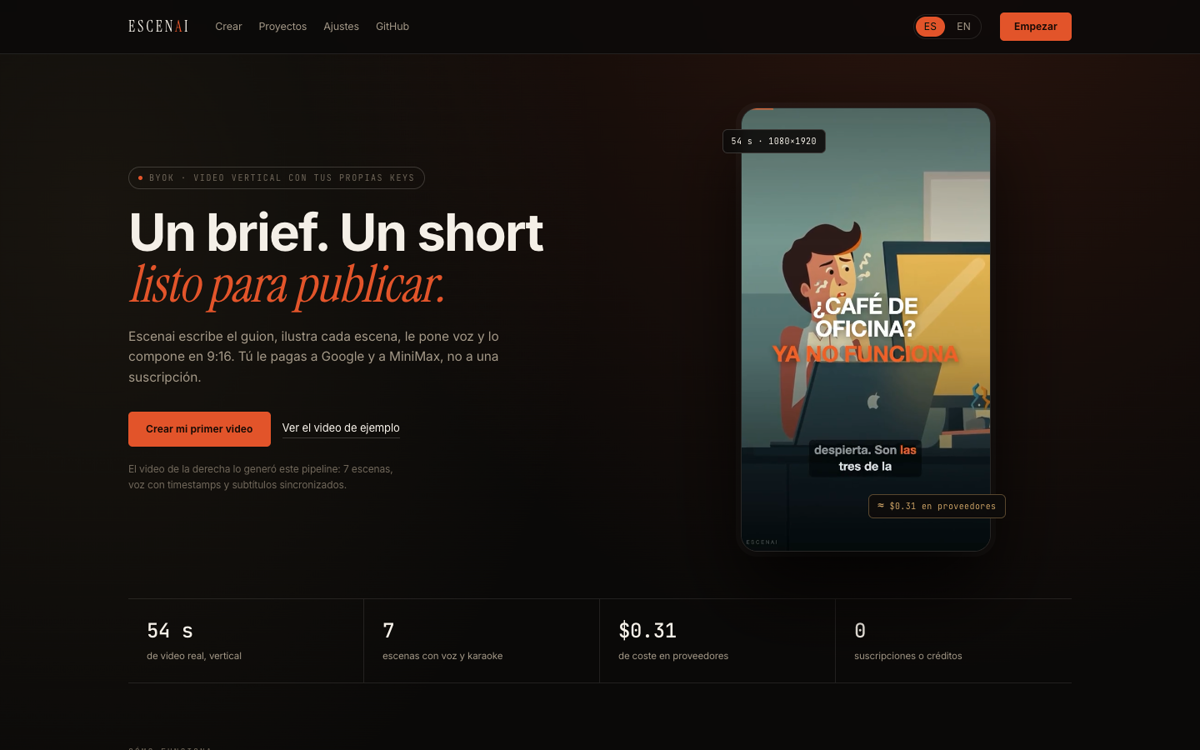 ESCENAI
Crear
Proyectos
Ajustes
GitHub
ES
EN
Empezar
BYOK · VIDEO VERTICAL CON TUS PROPIAS KEYS
Un brief. Un short
listo para publicar.
Escenai escribe el guion, ilustra cada escena, le pone voz y lo
compone en 9:16. Tú le pagas a Google y a MiniMax, no a una
suscripción.
Crear mi primer video
Ver el video de ejemplo
El video de la derecha lo generó este pipeline: 7 escenas,
voz con timestamps y subtítulos sincronizados.
54 s · 1080×1920
¿CAFÉ DE
OFICINA?
YA NO FUNCIONA
despierta. Son las
tres de la
≈ $0.31 en proveedores
ESCENAI
54 s
de video real, vertical
7
escenas con voz y karaoke
$0.31
de coste en proveedores
0
suscripciones o créditos